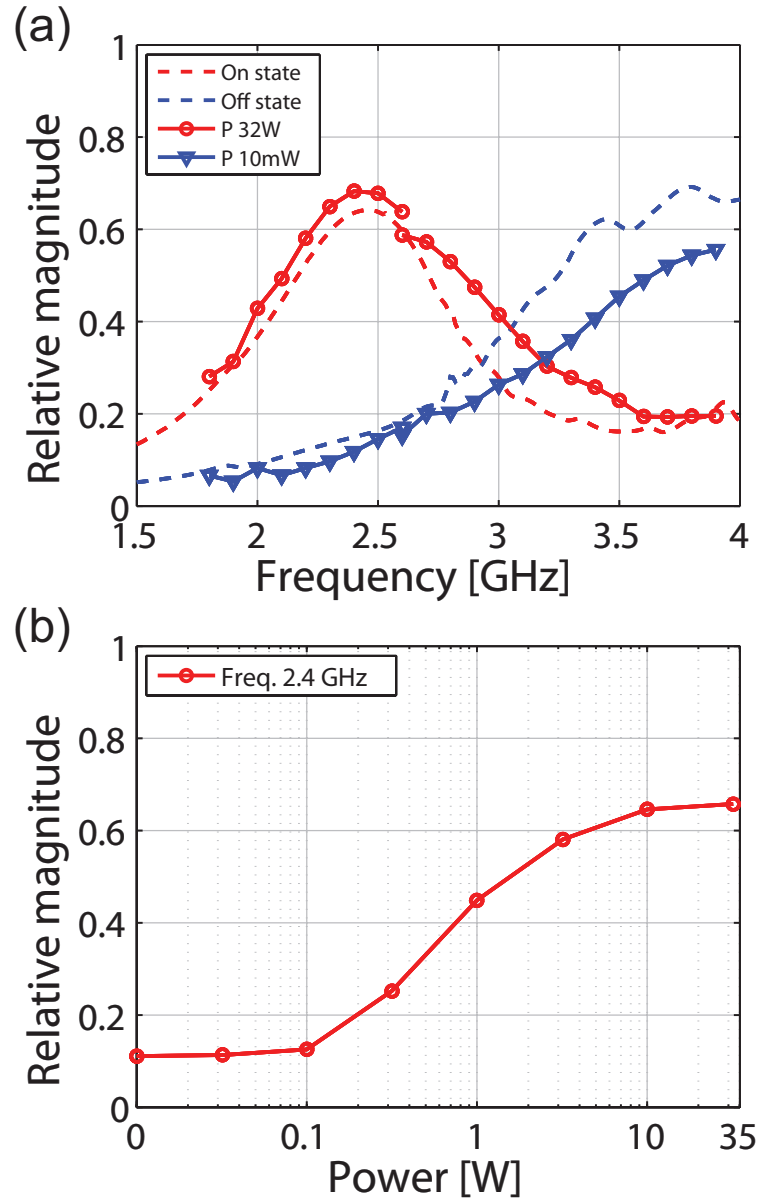 (a)
Relative magnitude
1
0.8
0.6
0.4
0.2
0
On state
Off state
P 32W
P 10mW
1.5 2 2.5 3 3.5 4
Frequency [GHz]
(b)
Relative magnitude
1
0.8
0.6
0.4
0.2
0
Freq. 2.4 GHz
0 0.1 1 10 35
Power [W]